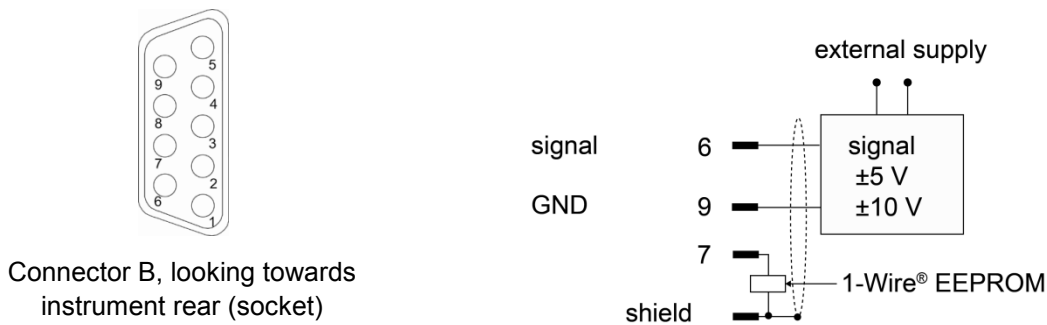 5
9
4
8
3
7
2
6
1
Connector B, looking towards
instrument rear (socket)
external supply
signal 6 signal
±5 V
GND 9 ±10 V
7
1-Wire® EEPROM
shield